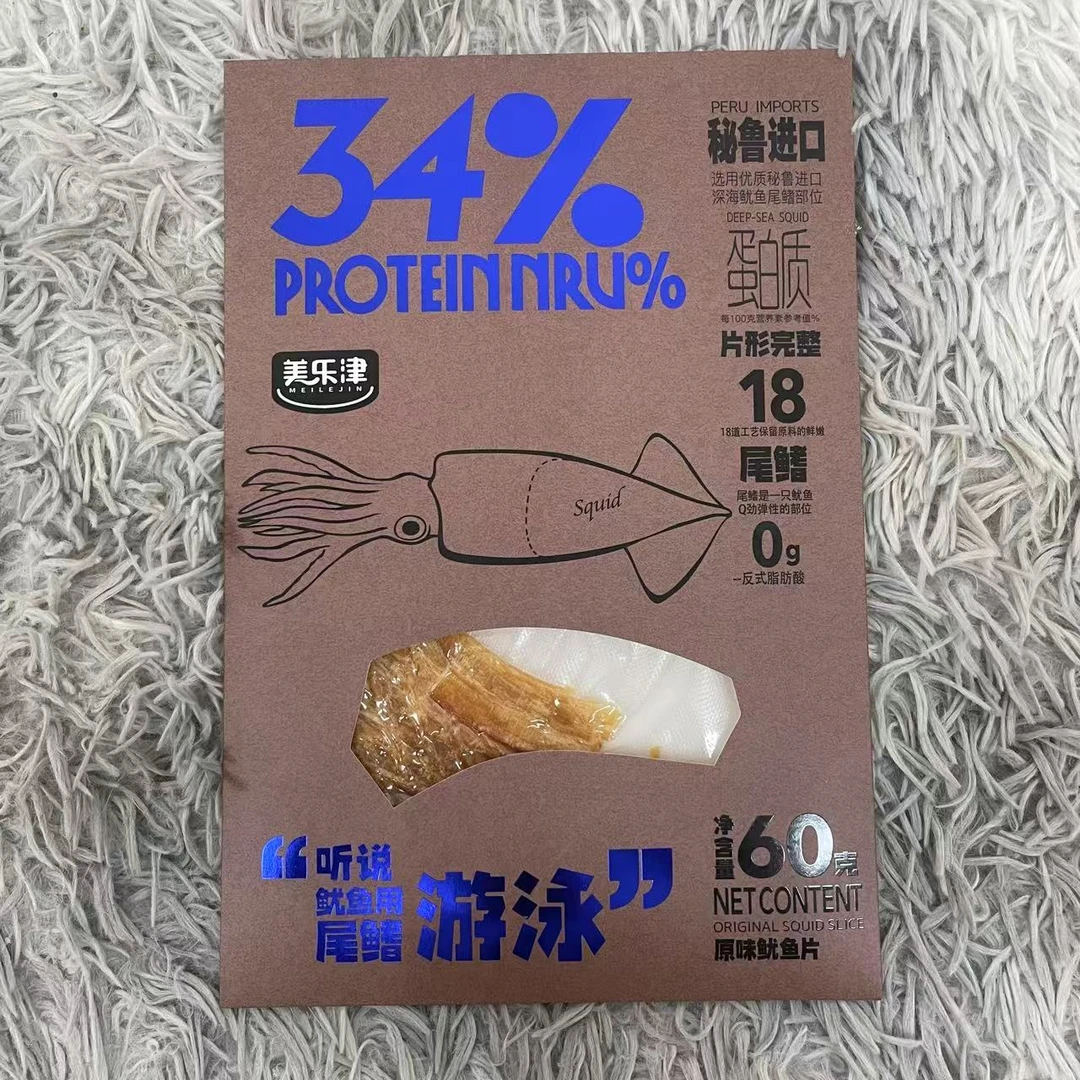 34%
PROTEIN NRU%
美乐津
MEILEJIN
Squid
PERU IMPORTS
秘鲁进口
选用优质秘鲁进口
深海鱿鱼尾鳍部位
DEEP-SEA SQUID
蛋白质
每100克营养素参考值%
片形完整
18
18道工艺保留原料的鲜嫩
尾鳍
尾鳍是一只鱿鱼
Q劲弹性的部位
0g
一反式脂肪酸
“听说
鱿鱼用
尾鳍
游泳”
净含量60克
NET CONTENT
ORIGINAL SQUID SLICE
原味鱿鱼片